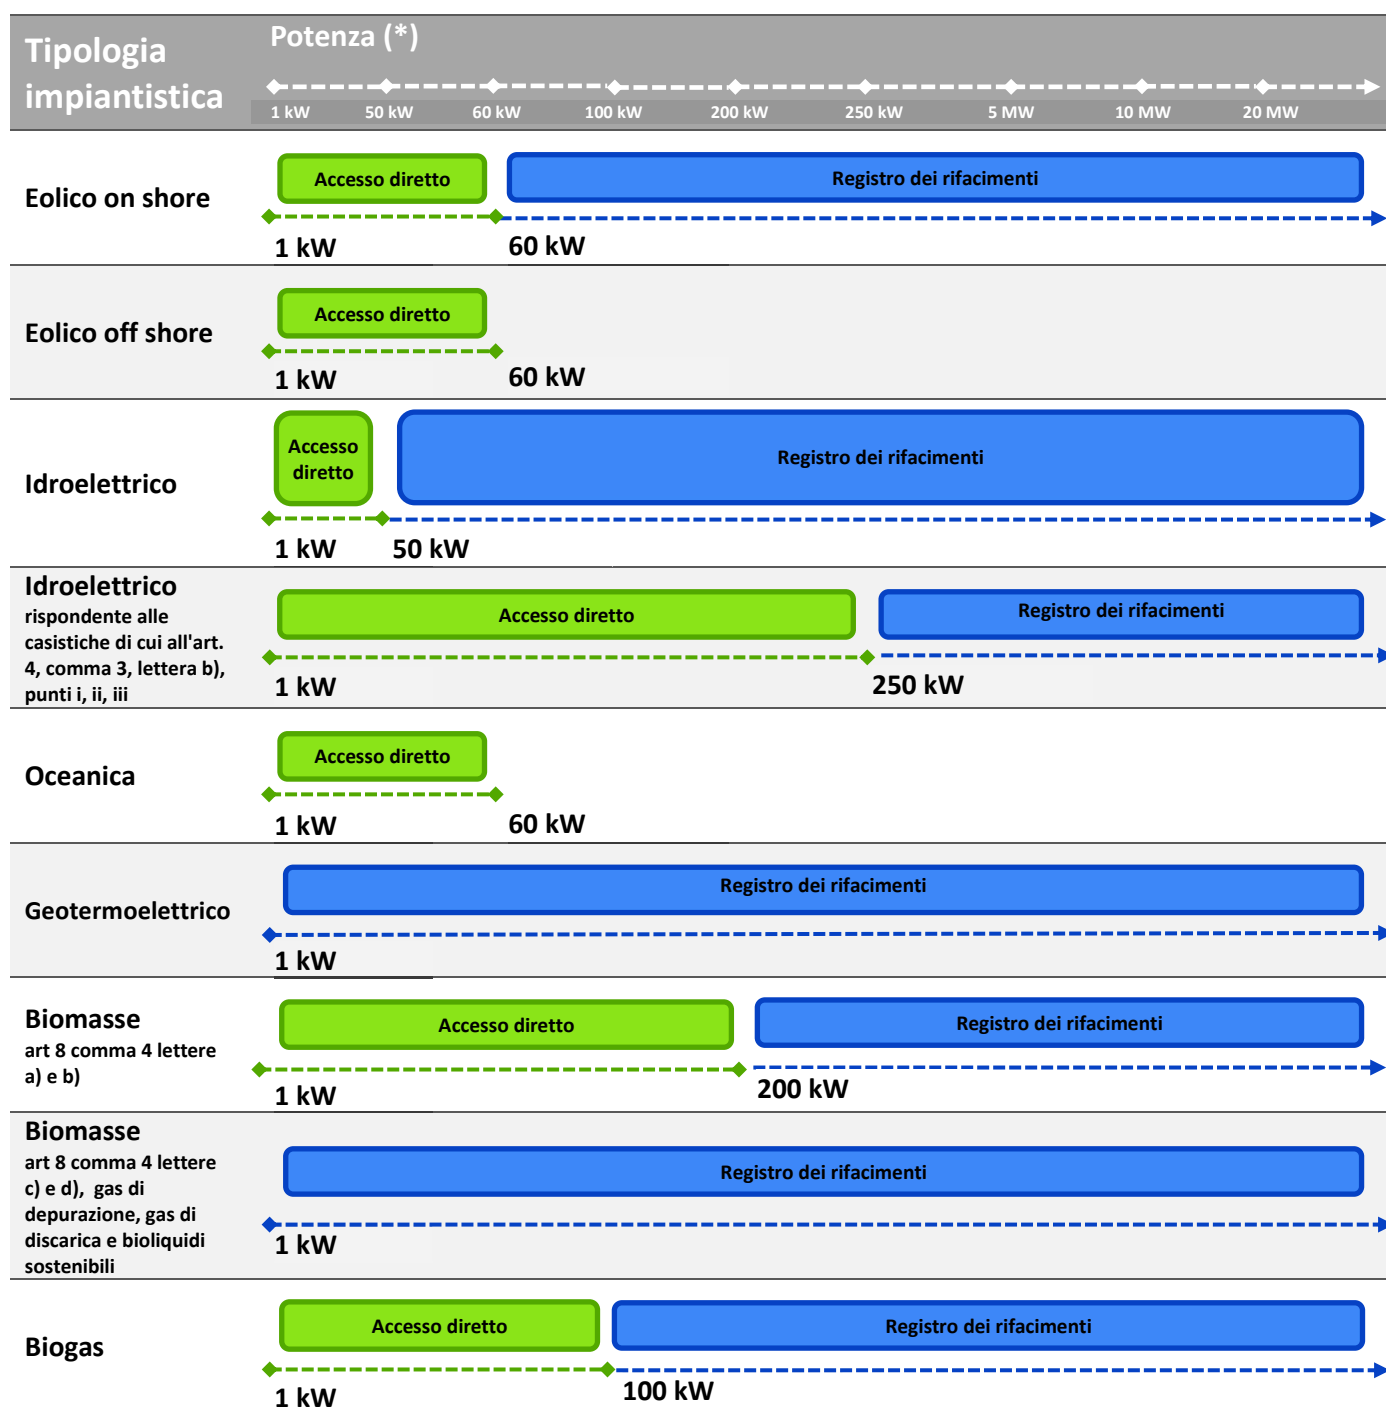 Tipologia
impiantistica
Potenza (*)
1 kW 50 kW 60 kW 100 kW 200 kW 250 kW 5 MW 10 MW 20 MW
Eolico on shore
Accesso diretto
Registro dei rifacimenti
1 kW
60 kW
Eolico off shore
Accesso diretto
1 kW
60 kW
Idroelettrico
Accesso
diretto
Registro dei rifacimenti
1 kW
50 kW
Idroelettrico
rispondente alle
casistiche di cui all'art.
4, comma 3, lettera b),
punti i, ii, iii
Accesso diretto
Registro dei rifacimenti
1 kW
250 kW
Oceanica
Accesso diretto
1 kW
60 kW
Geotermoelettrico
Registro dei rifacimenti
1 kW
Biomasse
art 8 comma 4 lettere
a) e b)
Accesso diretto
Registro dei rifacimenti
1 kW
200 kW
Biomasse
art 8 comma 4 lettere
c) e d), gas di
depurazione, gas di
discarica e bioliquidi
sostenibili
Registro dei rifacimenti
1 kW
Biogas
Accesso diretto
Registro dei rifacimenti
1 kW
100 kW